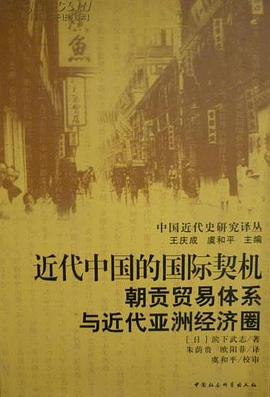 魚
中国近代史研究译丛
王庆成 虞和平 主编
近代中国的国际契机
朝贡贸易体系
与近代亚洲经济圈
[日] 滨下武志/著
朱荫贵 欧阳菲/译
虞和平/校审
中国社会科学出版社